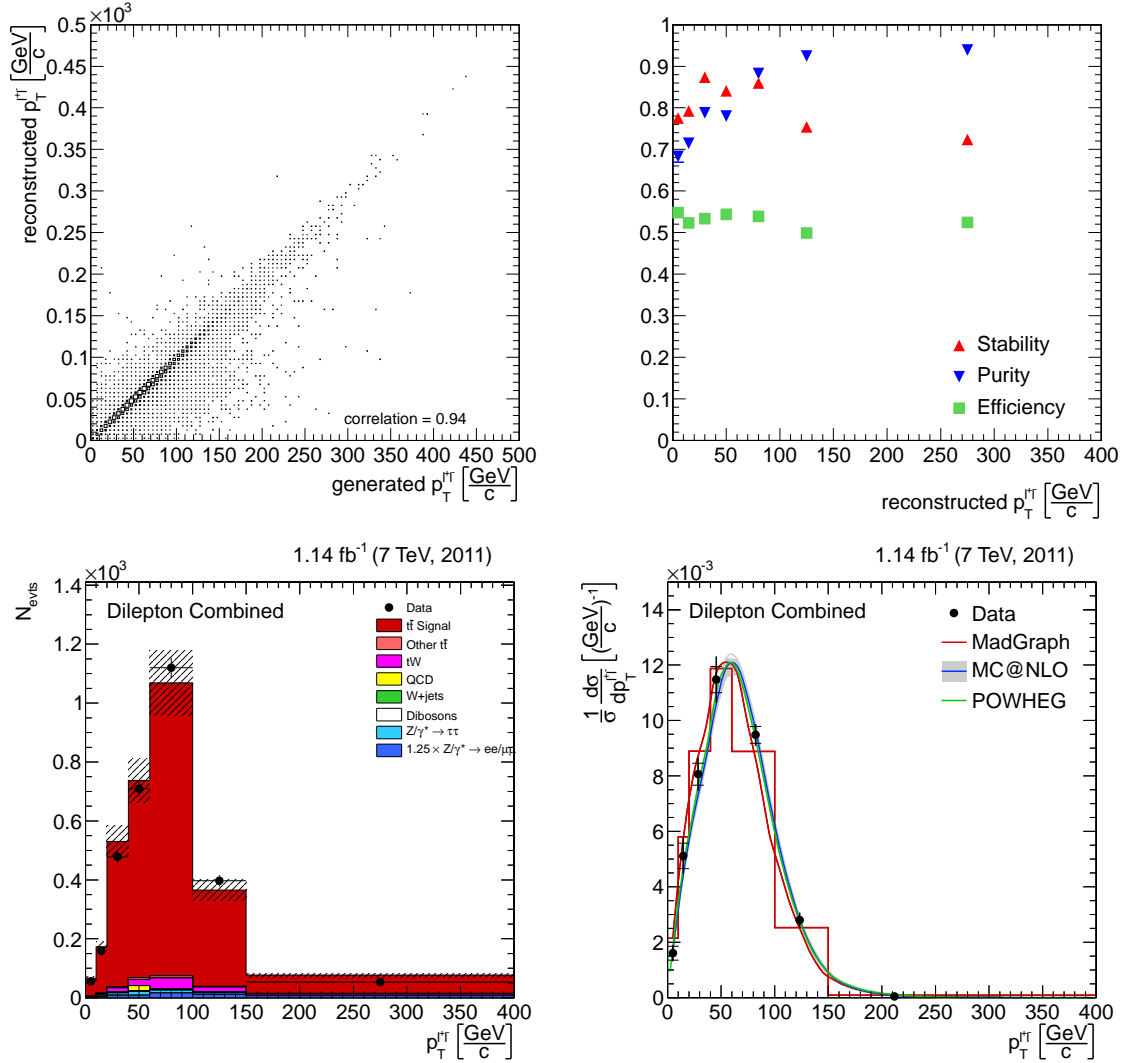 ×10³
reconstructed p_T^{l⁺l⁻} [GeV/c]
0.5
0.45
0.4
0.35
0.3
0.25
0.2
0.15
0.1
0.05
0
correlation = 0.94
0 50 100 150 200 250 300 350 400 450 500
generated p_T^{l⁺l⁻} [GeV/c]
1
0.9
0.8
0.7
0.6
0.5
0.4
0.3
0.2
0.1
0
Stability
Purity
Efficiency
0 50 100 150 200 250 300 350 400
reconstructed p_T^{l⁺l⁻} [GeV/c]
1.14 fb⁻¹ (7 TeV, 2011)
×10³
N_evts
1.4
1.2
1
0.8
0.6
0.4
0.2
0
Dilepton Combined
Data
tt̄ Signal
Other tt̄
tW
QCD
W+jets
Dibosons
Z/γ* → ττ
1.25 × Z/γ* → ee/μμ
0 50 100 150 200 250 300 350 400
p_T^{l⁺l⁻} [GeV/c]
1.14 fb⁻¹ (7 TeV, 2011)
×10⁻³
1/σ dσ/dp_T^{l⁺l⁻} [(GeV/c)⁻¹]
14
12
10
8
6
4
2
0
Dilepton Combined
Data
MadGraph
MC@NLO
POWHEG
0 50 100 150 200 250 300 350 400
p_T^{l⁺l⁻} [GeV/c]